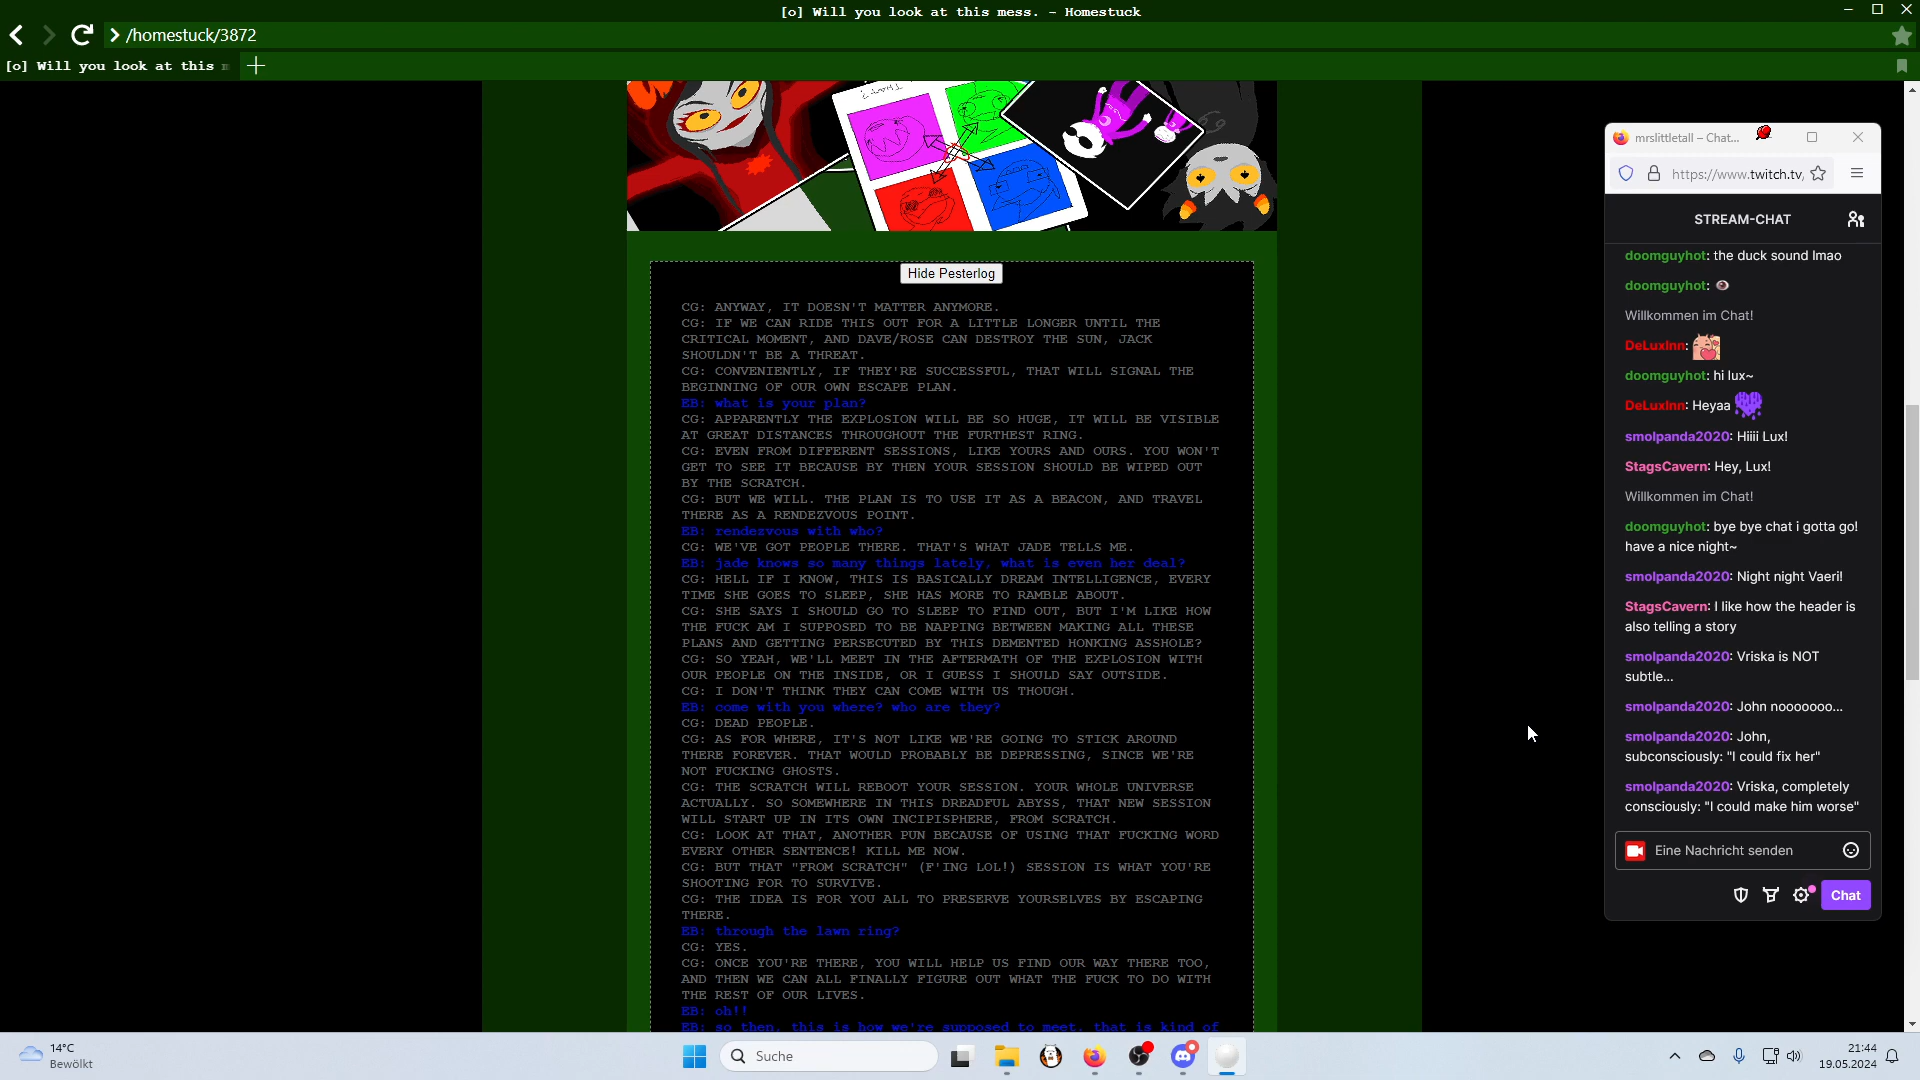 [o] Will you look at this mess. - Homestuck
/homestuck/3872
[o] Will you look at this
Hide Pesterlog
CG: ANYWAY, IT DOESN'T MATTER ANYMORE.
CG: IF WE CAN RIDE THIS OUT FOR A LITTLE LONGER UNTIL THE
CRITICAL MOMENT, AND DAVE/ROSE CAN DESTROY THE SUN, JACK
SHOULDN'T BE A THREAT.
CG: CONVENIENTLY, IF THEY'RE SUCCESSFUL, THAT WILL SIGNAL THE
BEGINNING OF OUR OWN ESCAPE PLAN.
EB: what is your plan?
CG: APPARENTLY THE EXPLOSION WILL BE SO HUGE, IT WILL BE VISIBLE
AT GREAT DISTANCES THROUGHOUT THE FURTHEST RING.
CG: EVEN FROM DIFFERENT SESSIONS, LIKE YOURS AND OURS. YOU WON'T
GET TO SEE IT BECAUSE BY THEN YOUR SESSION SHOULD BE WIPED OUT
BY THE SCRATCH.
CG: BUT WE WILL. THE PLAN IS TO USE IT AS A BEACON, AND TRAVEL
THERE AS A RENDEZVOUS POINT.
EB: rendezvous with who?
CG: WE'VE GOT PEOPLE THERE. THAT'S WHAT JADE TELLS ME.
EB: jade knows so many things lately, what is even her deal?
CG: HELL IF I KNOW, THIS IS BASICALLY DREAM INTELLIGENCE, EVERY
TIME SHE GOES TO SLEEP, SHE HAS MORE TO RAMBLE ABOUT.
CG: SHE SAYS I SHOULD GO TO SLEEP TO FIND OUT, BUT I'M LIKE HOW
THE FUCK AM I SUPPOSED TO BE NAPPING BETWEEN MAKING ALL THESE
PLANS AND GETTING PERSECUTED BY THIS DEMENTED HONKING ASSHOLE?
CG: SO YEAH, WE'LL MEET IN THE AFTERMATH OF THE EXPLOSION WITH
OUR PEOPLE ON THE INSIDE, OR I GUESS I SHOULD SAY OUTSIDE.
CG: I DON'T THINK THEY CAN COME WITH US THOUGH.
EB: come with you where? who are they?
CG: DEAD PEOPLE.
CG: AS FOR WHERE, IT'S NOT LIKE WE'RE GOING TO STICK AROUND
THERE FOREVER. THAT WOULD PROBABLY BE DEPRESSING, SINCE WE'RE
NOT FUCKING GHOSTS.
CG: THE SCRATCH WILL REBOOT YOUR SESSION. YOUR WHOLE UNIVERSE
ACTUALLY. SO SOMEWHERE IN THIS DREADFUL ABYSS, THAT NEW SESSION
WILL START UP IN ITS OWN INCIPISPHERE, FROM SCRATCH.
CG: LOOK AT THAT, ANOTHER PUN BECAUSE OF USING THAT FUCKING WORD
EVERY OTHER SENTENCE! KILL ME NOW.
CG: BUT THAT "FROM SCRATCH" (F'ING LOL!) SESSION IS WHAT YOU'RE
SHOOTING FOR TO SURVIVE.
CG: THE IDEA IS FOR YOU ALL TO PRESERVE YOURSELVES BY ESCAPING
THERE.
EB: through the lawn ring?
CG: YES.
CG: ONCE YOU'RE THERE, YOU WILL HELP US FIND OUR WAY THERE TOO,
AND THEN WE CAN ALL FINALLY FIGURE OUT WHAT THE FUCK TO DO WITH
THE REST OF OUR LIVES.
EB: oh!!
EB: so then, this is how we're supposed to meet. that is kind of
mrslittletall – Chat...
https://www.twitch.tv
STREAM-CHAT
doomguyhot: the duck sound lmao
doomguyhot:
Willkommen im Chat!
DeLuxInn:
doomguyhot: hi lux~
DeLuxInn: Heyaa
smolpanda2020: Hiiii Lux!
StagsCavern: Hey, Lux!
Willkommen im Chat!
doomguyhot: bye bye chat i gotta go!
have a nice night~
smolpanda2020: Night night Vaeri!
StagsCavern: I like how the header is
also telling a story
smolpanda2020: Vriska is NOT
subtle...
smolpanda2020: John nooooooo...
smolpanda2020: John,
subconsciously: "I could fix her"
smolpanda2020: Vriska, completely
consciously: "I could make him worse"
Eine Nachricht senden
Chat
14°C
Bewölkt
Suche
21:44
19.05.2024